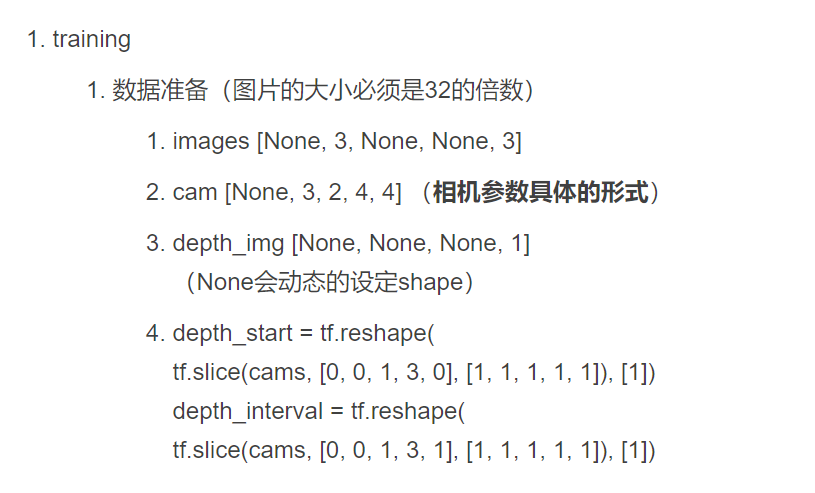 1. training
1. 数据准备（图片的大小必须是32的倍数）
1. images [None, 3, None, None, 3]
2. cam [None, 3, 2, 4, 4] （相机参数具体的形式）
3. depth_img [None, None, None, 1]
（None会动态的设定shape）
4. depth_start = tf.reshape(
tf.slice(cams, [0, 0, 1, 3, 0], [1, 1, 1, 1, 1]), [1])
depth_interval = tf.reshape(
tf.slice(cams, [0, 0, 1, 3, 1], [1, 1, 1, 1, 1]), [1])